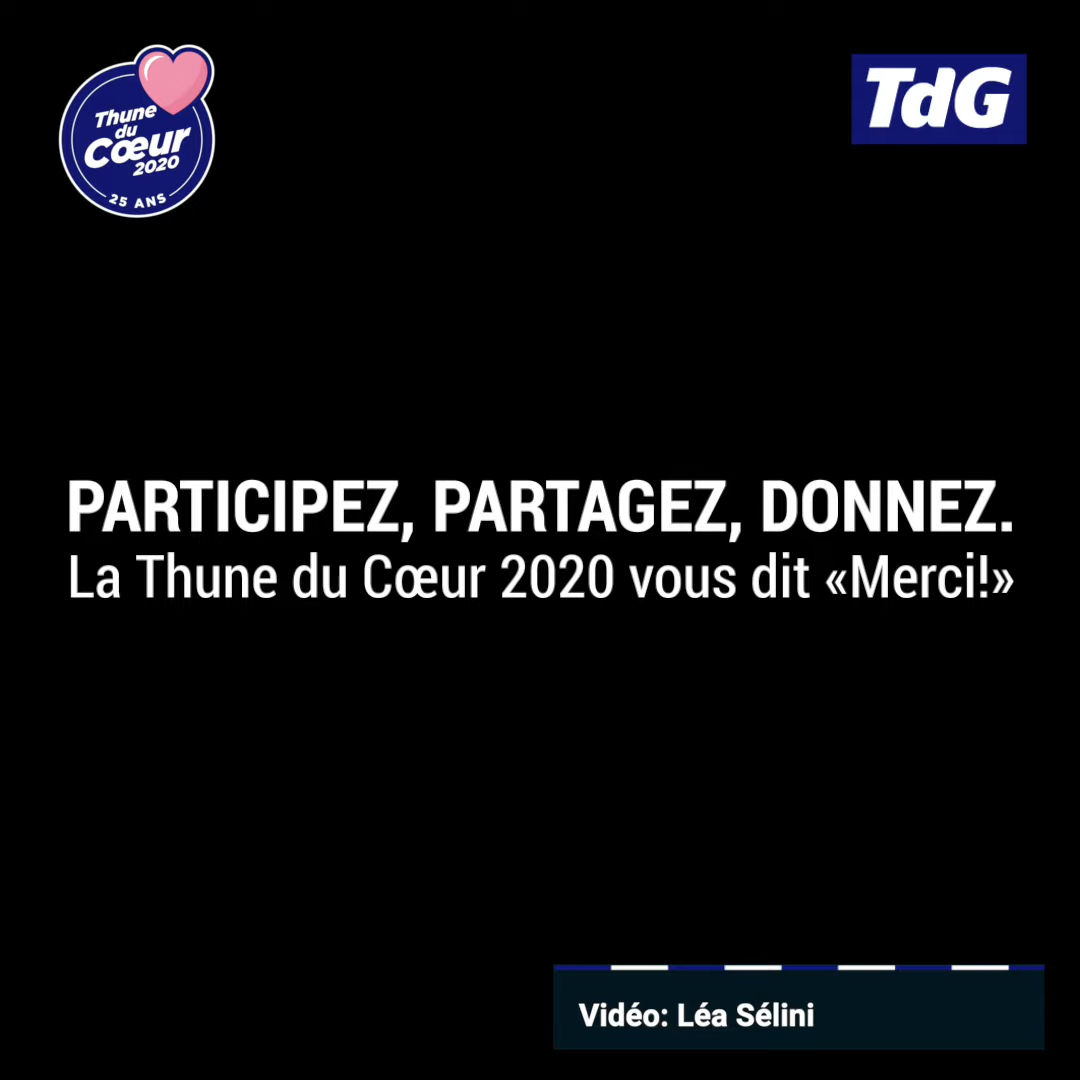 Thune
du
Cœur
2020
25 ANS
TdG
PARTICIPEZ, PARTAGEZ, DONNEZ.
La Thune du Cœur 2020 vous dit «Merci!»
Vidéo: Léa Sélini